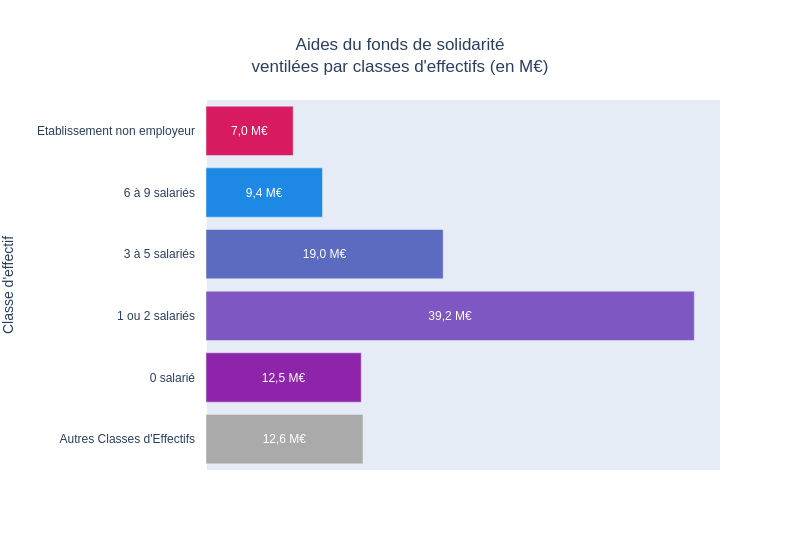 Aides du fonds de solidarité
ventilées par classes d'effectifs (en M€)
Classe d'effectif
Etablissement non employeur
7,0 M€
6 à 9 salariés
9,4 M€
3 à 5 salariés
19,0 M€
1 ou 2 salariés
39,2 M€
0 salarié
12,5 M€
Autres Classes d'Effectifs
12,6 M€